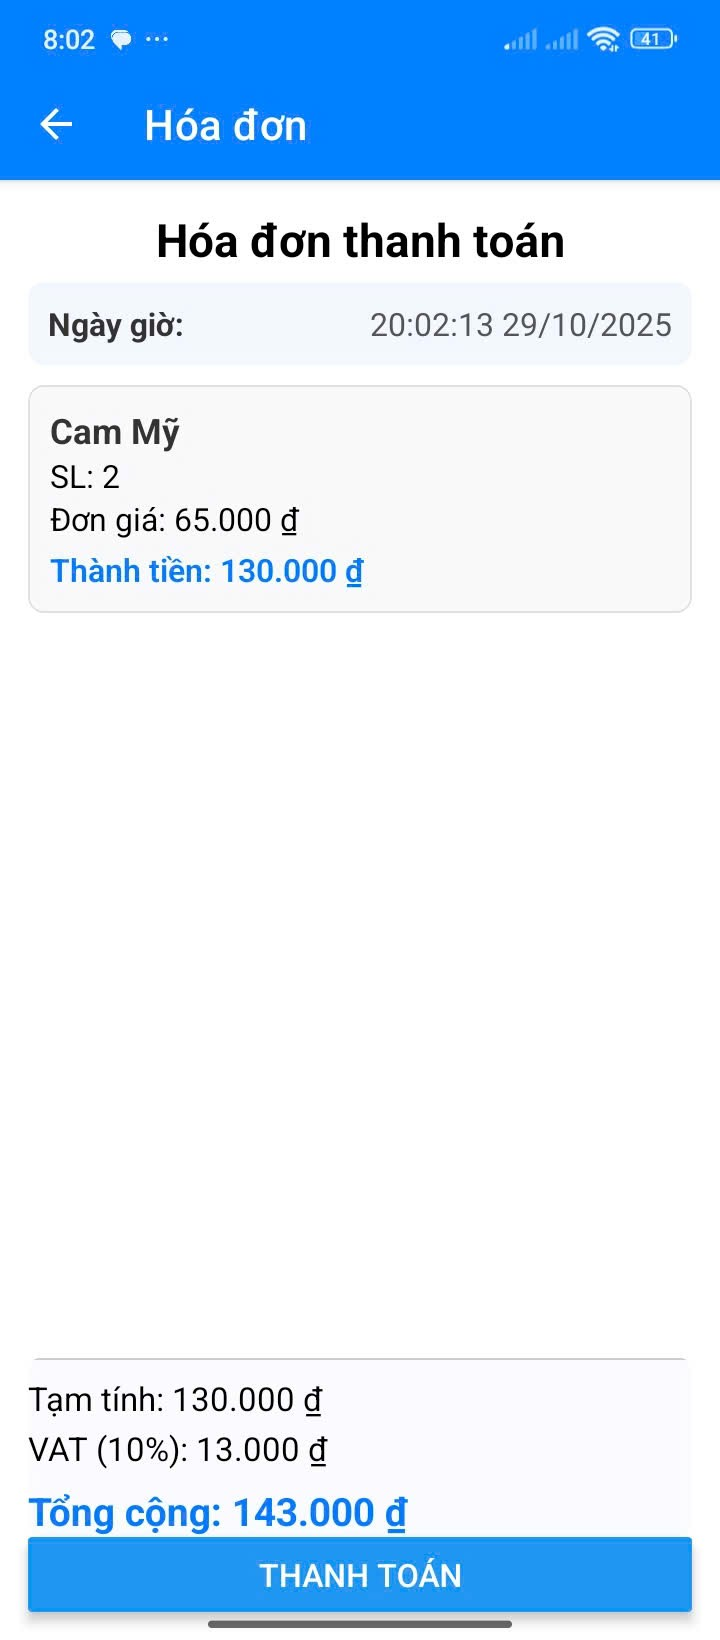 8:02
41
Hóa đơn
Hóa đơn thanh toán
Ngày giờ: 20:02:13 29/10/2025
Cam Mỹ
SL: 2
Đơn giá: 65.000 ₫
Thành tiền: 130.000 ₫
Tạm tính: 130.000 ₫
VAT (10%): 13.000 ₫
Tổng cộng: 143.000 ₫
THANH TOÁN